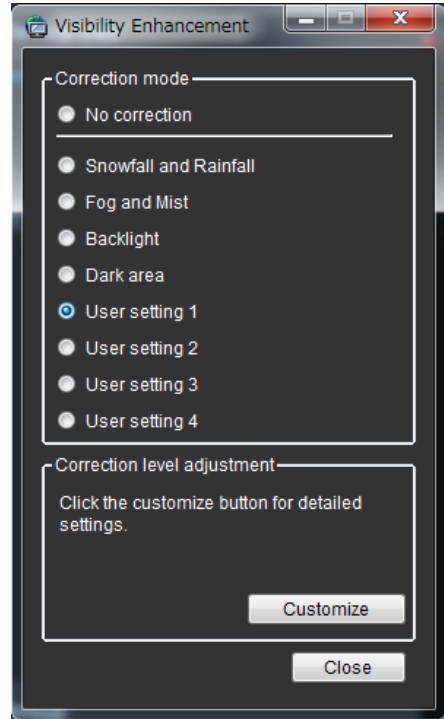 Visibility Enhancement
Correction mode
No correction
Snowfall and Rainfall
Fog and Mist
Backlight
Dark area
User setting 1
User setting 2
User setting 3
User setting 4
Correction level adjustment
Click the customize button for detailed
settings.
Customize
Close